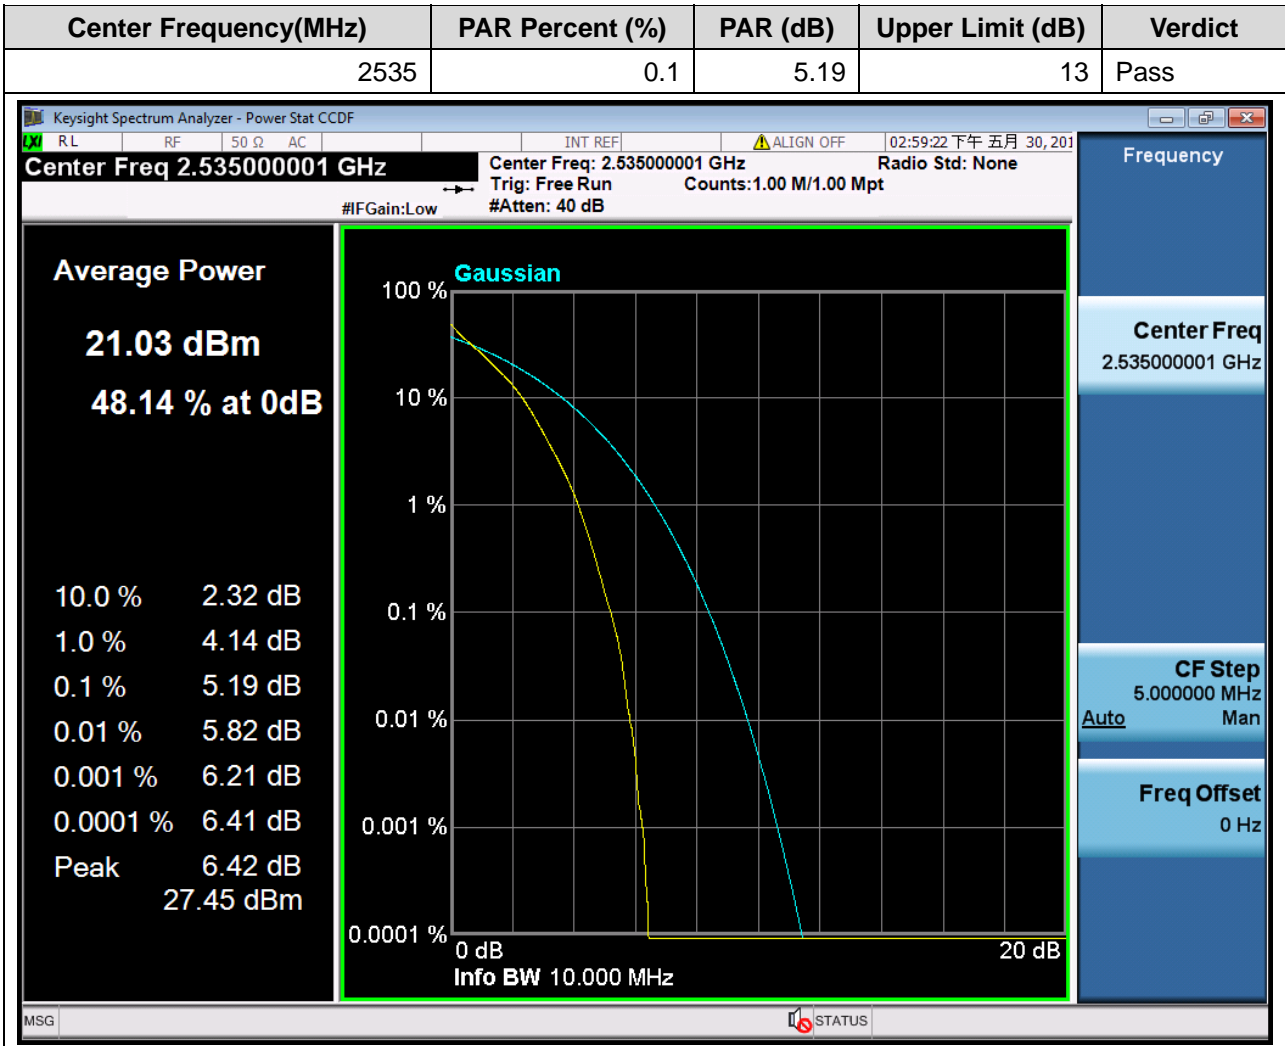 Center Frequency(MHz) PAR Percent (%) PAR (dB) Upper Limit (dB) Verdict
2535 0.1 5.19 13 Pass
Keysight Spectrum Analyzer - Power Stat CCDF
LXI RL RF 50 Ω AC INT REF ALIGN OFF 02:59:22 下午 五月 30, 201
Center Freq 2.535000001 GHz
#IFGain:Low
Center Freq: 2.535000001 GHz Radio Std: None
Trig: Free Run Counts:1.00 M/1.00 Mpt
#Atten: 40 dB
Average Power
21.03 dBm
48.14 % at 0dB
10.0 % 2.32 dB
1.0 % 4.14 dB
0.1 % 5.19 dB
0.01 % 5.82 dB
0.001 % 6.21 dB
0.0001 % 6.41 dB
Peak 6.42 dB
27.45 dBm
Gaussian
100 %
10 %
1 %
0.1 %
0.01 %
0.001 %
0.0001 %
0 dB 20 dB
Info BW 10.000 MHz
Frequency
Center Freq
2.535000001 GHz
CF Step
5.000000 MHz
Auto Man
Freq Offset
0 Hz
MSG STATUS